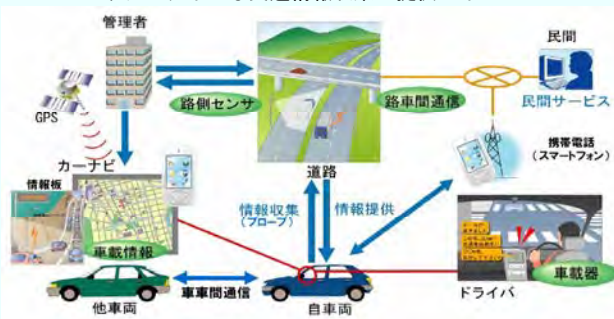 管理者
民間
民間サービス
路側センサ
路車間通信
GPS
カーナビ
携帯電話
(スマートフォン)
情報板
道路
情報収集
(プローブ)
情報提供
車載情報
車載器
ドライバ
他車両
車車間通信
自車両